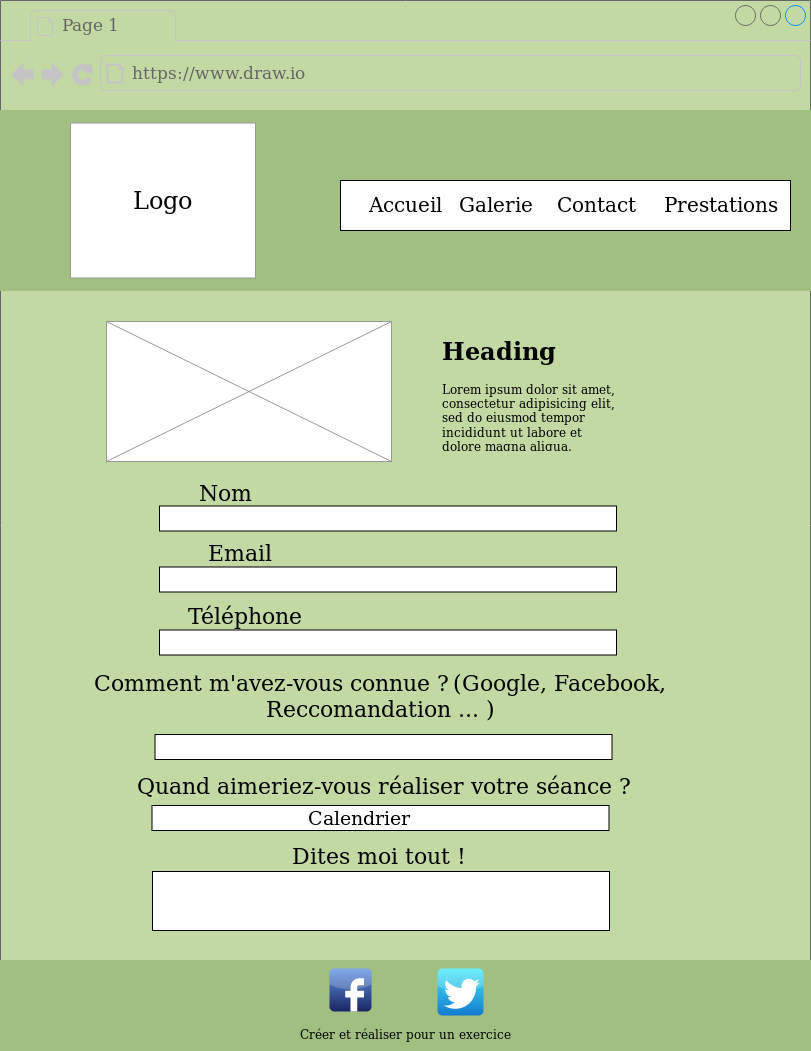 Page 1
https://www.draw.io
Logo
Accueil Galerie Contact Prestations
Heading
Lorem ipsum dolor sit amet,
consectetur adipisicing elit,
sed do eiusmod tempor
incididunt ut labore et
dolore magna aliqua.
Nom
Email
Téléphone
Comment m'avez-vous connue ? (Google, Facebook,
Reccomandation ... )
Quand aimeriez-vous réaliser votre séance ?
Calendrier
Dites moi tout !
Créer et réaliser pour un exercice